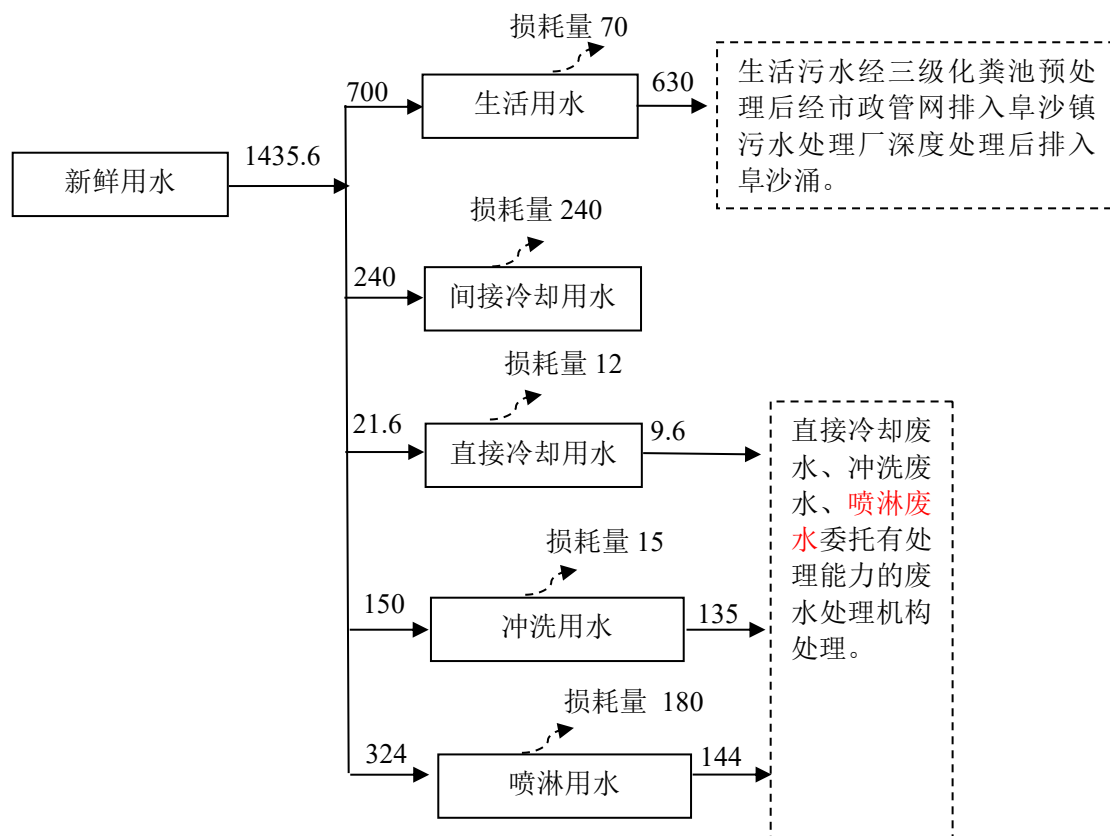 损耗量 70
700
生活用水
630
生活污水经三级化粪池预处
理后经市政管网排入阜沙镇
污水处理厂深度处理后排入
阜沙涌。
新鲜用水
1435.6
损耗量 240
240
间接冷却用水
损耗量 12
21.6
直接冷却用水
9.6
直接冷却废
水、冲洗废
水、喷淋废
水委托有处
理能力的废
水处理机构
处理。
损耗量 15
150
冲洗用水
135
损耗量 180
324
喷淋用水
144